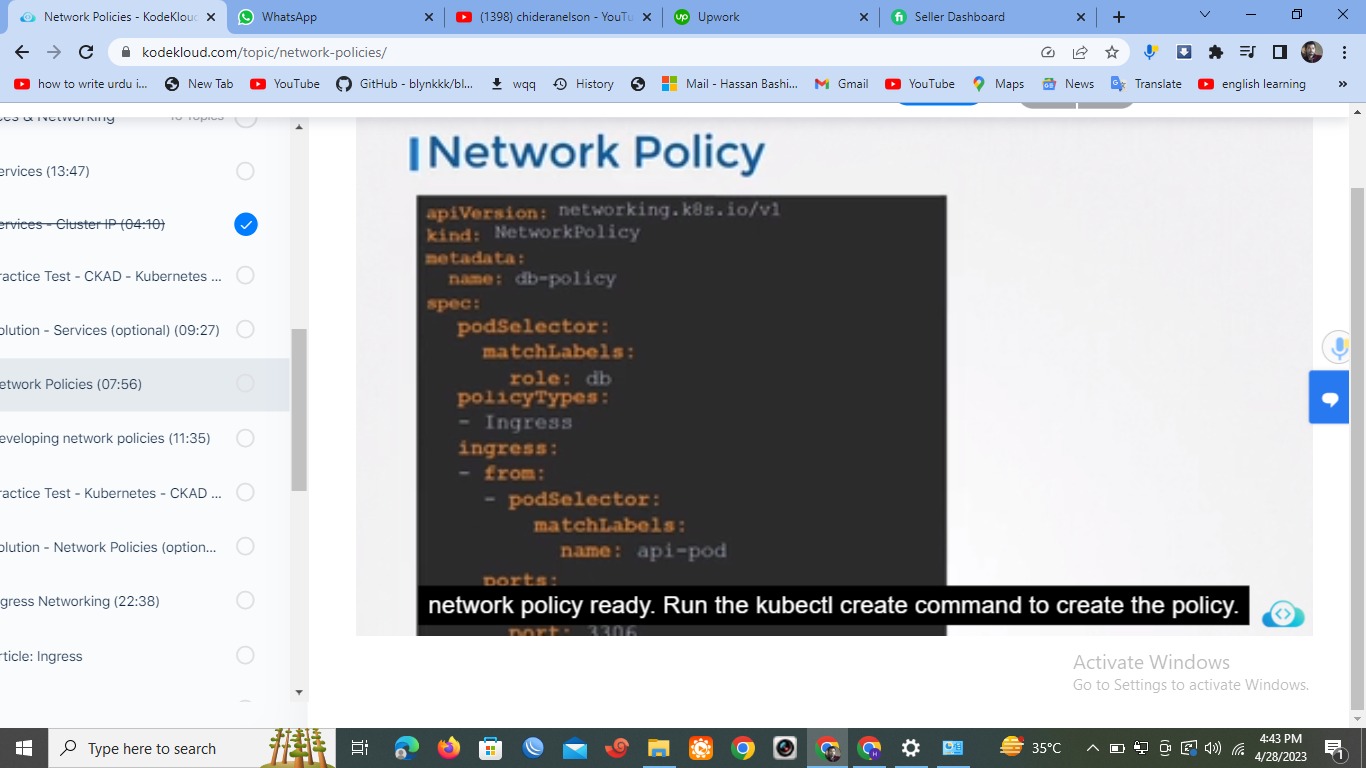 Network Policies - KodeKlou
WhatsApp
(1398) chideranelson - YouTu
Upwork
Seller Dashboard
kodekloud.com/topic/network-policies/
how to write urdu i...
New Tab
YouTube
GitHub - blynkkk/bl...
wqq
History
Mail - Hassan Bashi...
Gmail
YouTube
Maps
News
Translate
english learning
»
ces & Networking
10 Topics
ervices (13:47)
ervices - Cluster IP (04:10)
ractice Test - CKAD - Kubernetes ...
olution - Services (optional) (09:27)
etwork Policies (07:56)
eveloping network policies (11:35)
ractice Test - Kubernetes - CKAD ...
olution - Network Policies (option...
gress Networking (22:38)
rticle: Ingress
Network Policy
apiVersion: networking.k8s.io/v1
kind: NetworkPolicy
metadata:
name: db-policy
spec:
podSelector:
matchLabels:
role: db
policyTypes:
- Ingress
ingress:
- from:
- podSelector:
matchLabels:
name: api-pod
ports:
network policy ready. Run the kubectl create command to create the policy.
port: 3306
Activate Windows
Go to Settings to activate Windows.
Type here to search
35°C
4:43 PM
4/28/2023
1